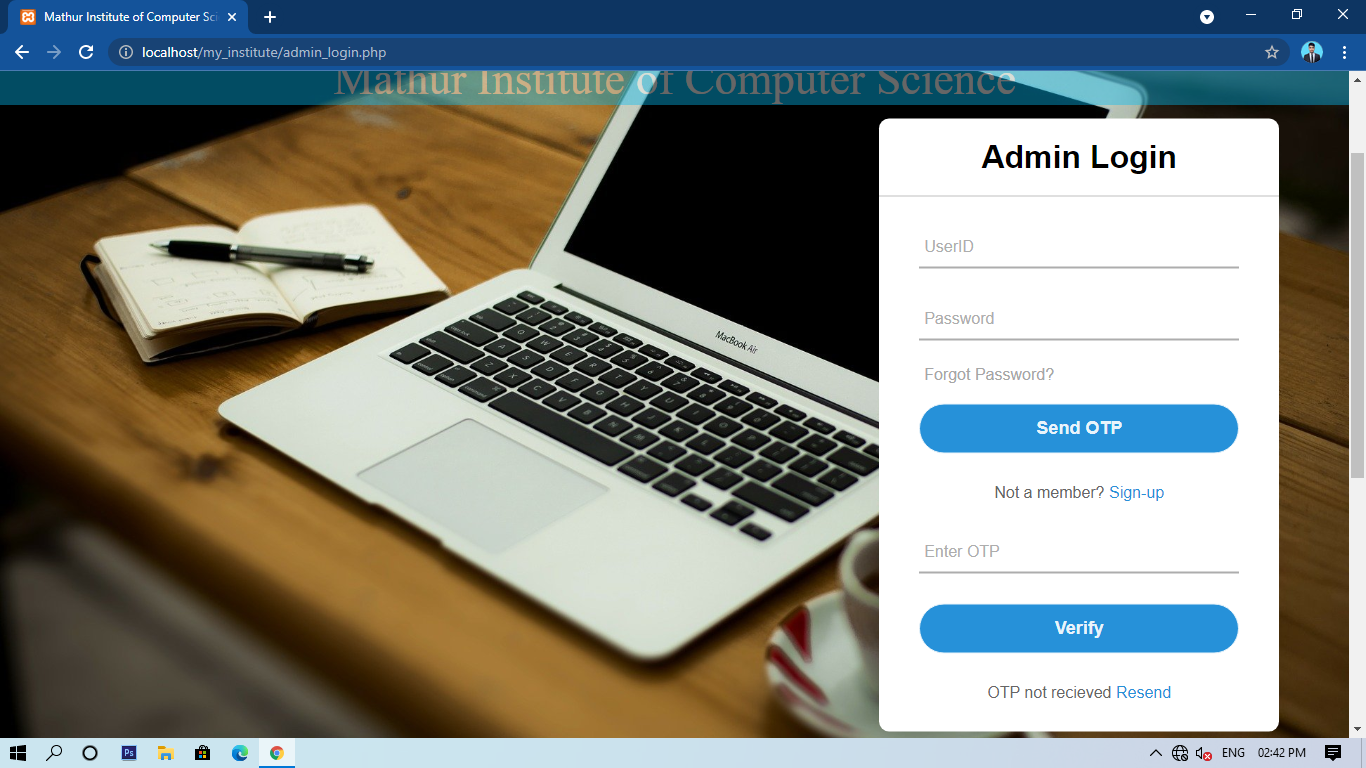 Mathur Institute of Computer Sci
localhost/my_institute/admin_login.php
Mathur Institute of Computer Science
Admin Login
UserID
Password
Forgot Password?
Send OTP
Not a member? Sign-up
Enter OTP
Verify
OTP not recieved Resend
MacBook Air
Ps
ENG
02:42 PM